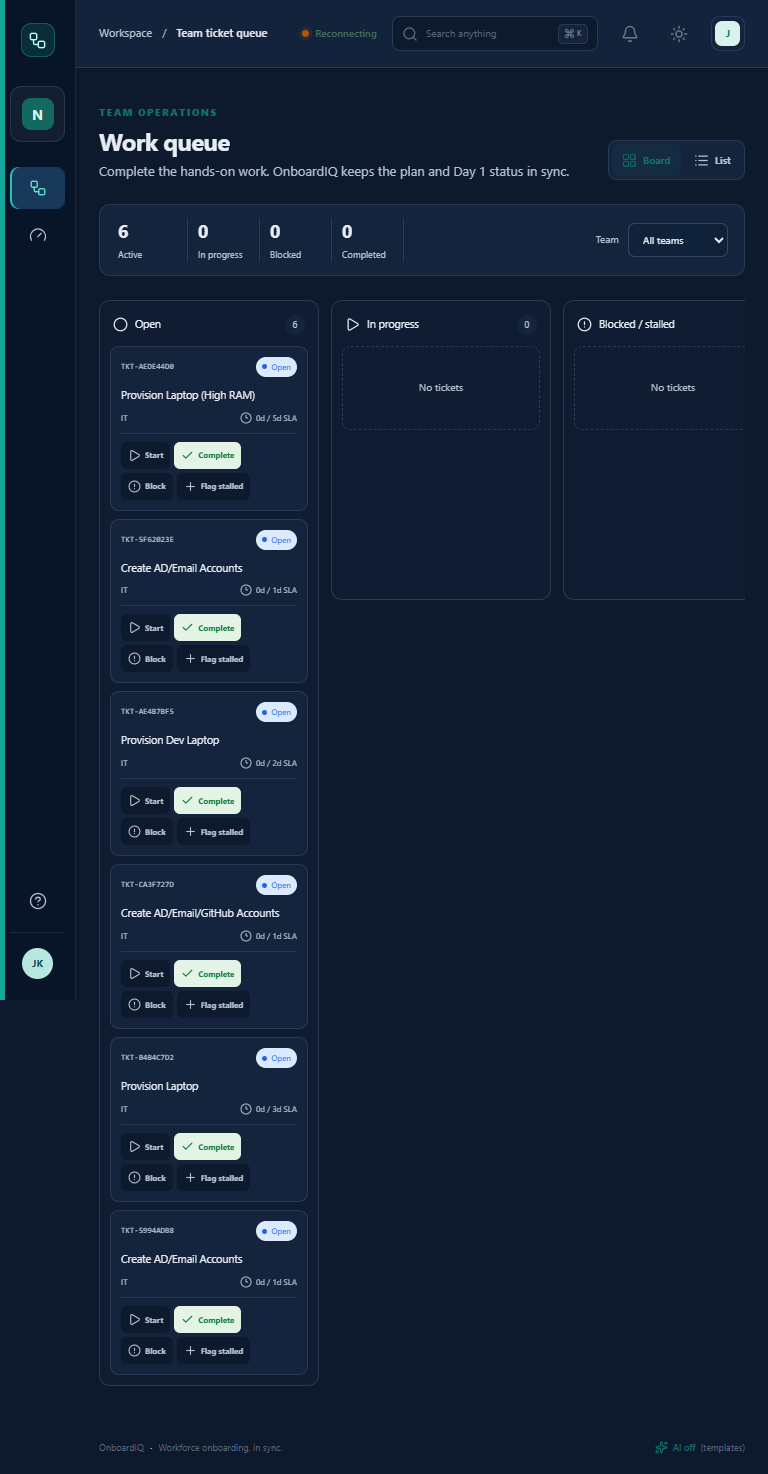 Workspace / Team ticket queue
Reconnecting
Search anything
⌘ K
J
N
TEAM OPERATIONS
Work queue
Complete the hands-on work. OnboardIQ keeps the plan and Day 1 status in sync.
Board
List
6
Active
0
In progress
0
Blocked
0
Completed
Team
All teams
Open
6
TKT-AEDE44D0
Open
Provision Laptop (High RAM)
IT
0d / 5d SLA
Start
Complete
Block
Flag stalled
TKT-5F62023E
Open
Create AD/Email Accounts
IT
0d / 1d SLA
Start
Complete
Block
Flag stalled
TKT-AE4B7BF5
Open
Provision Dev Laptop
IT
0d / 2d SLA
Start
Complete
Block
Flag stalled
TKT-CA3F727D
Open
Create AD/Email/GitHub Accounts
IT
0d / 1d SLA
Start
Complete
Block
Flag stalled
TKT-B4B4C7D2
Open
Provision Laptop
IT
0d / 3d SLA
Start
Complete
Block
Flag stalled
TKT-5994ADB8
Open
Create AD/Email Accounts
IT
0d / 1d SLA
Start
Complete
Block
Flag stalled
In progress
0
No tickets
Blocked / stalled
No tickets
JK
OnboardIQ · Workforce onboarding, in sync.
AI off (templates)